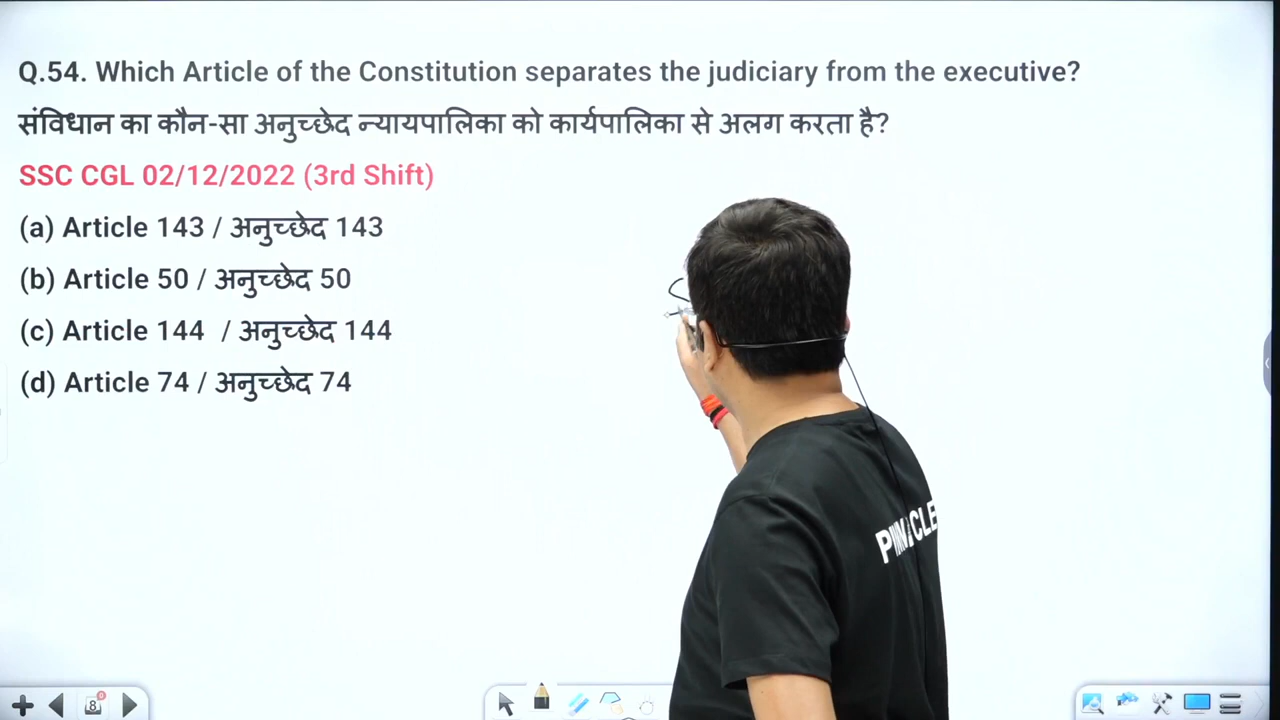 Q.54. Which Article of the Constitution separates the judiciary from the executive?
संविधान का कौन-सा अनुच्छेद न्यायपालिका को कार्यपालिका से अलग करता है?
SSC CGL 02/12/2022 (3rd Shift)
(a) Article 143 / अनुच्छेद 143
(b) Article 50 / अनुच्छेद 50
(c) Article 144 / अनुच्छेद 144
(d) Article 74 / अनुच्छेद 74